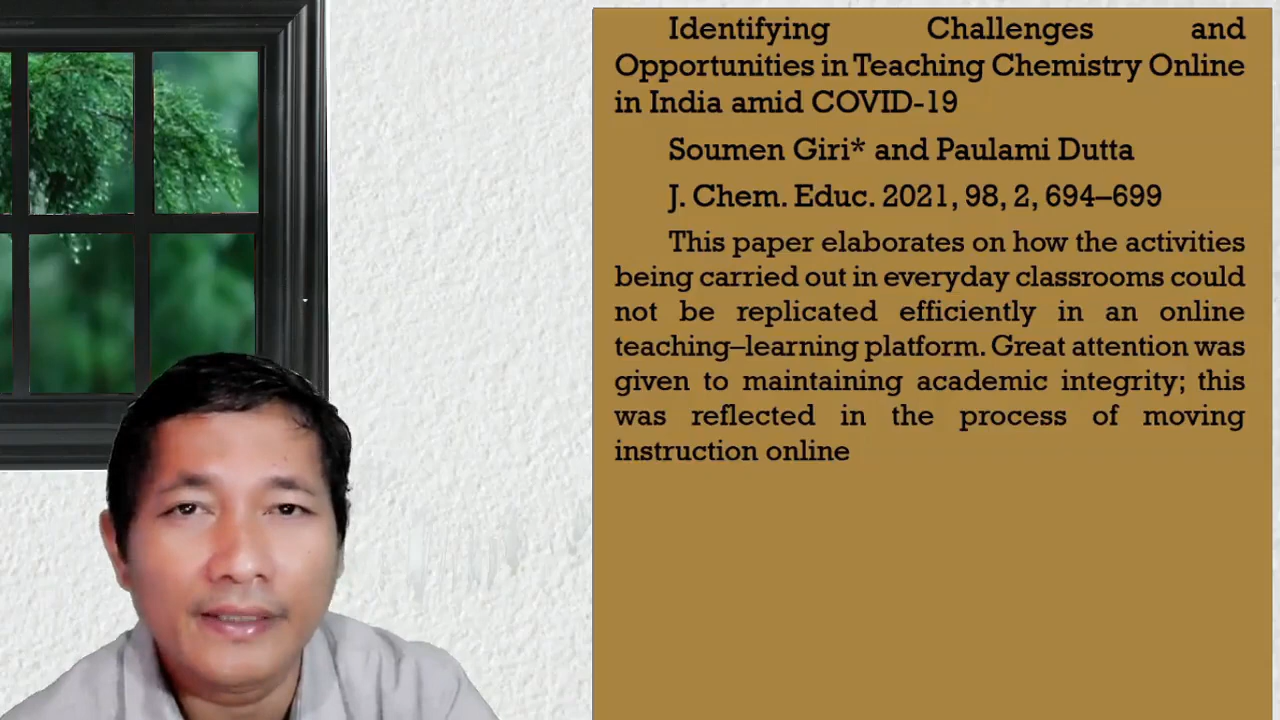 Identifying Challenges and
Opportunities in Teaching Chemistry Online
in India amid COVID-19
Soumen Giri* and Paulami Dutta
J. Chem. Educ. 2021, 98, 2, 694–699
This paper elaborates on how the activities
being carried out in everyday classrooms could
not be replicated efficiently in an online
teaching–learning platform. Great attention was
given to maintaining academic integrity; this
was reflected in the process of moving
instruction online